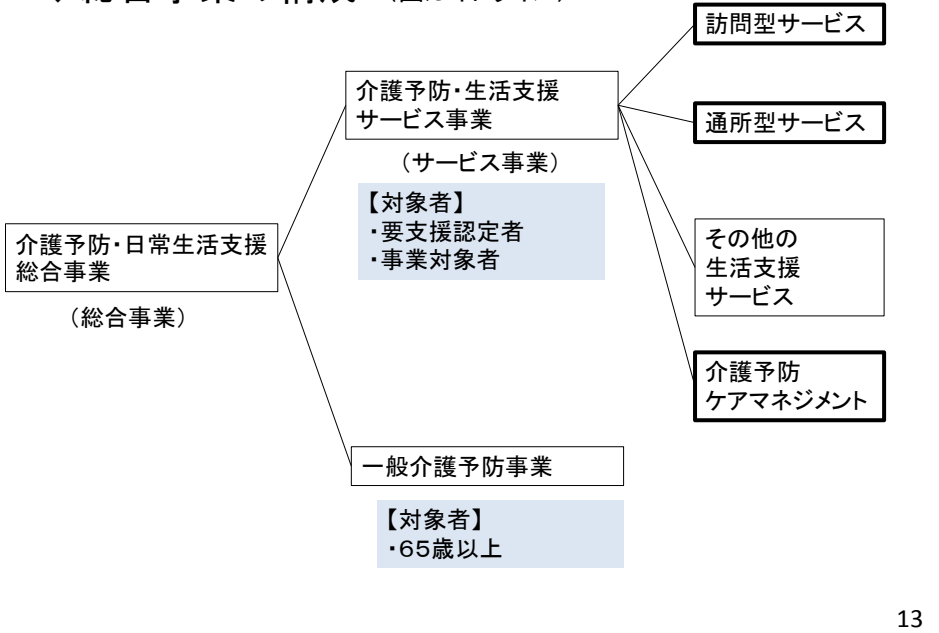 訪問型サービス
介護予防・生活支援
サービス事業
通所型サービス
（サービス事業）
【対象者】
・要支援認定者
・事業対象者
介護予防・日常生活支援
総合事業
（総合事業）
その他の
生活支援
サービス
介護予防
ケアマネジメント
一般介護予防事業
【対象者】
・65歳以上
13